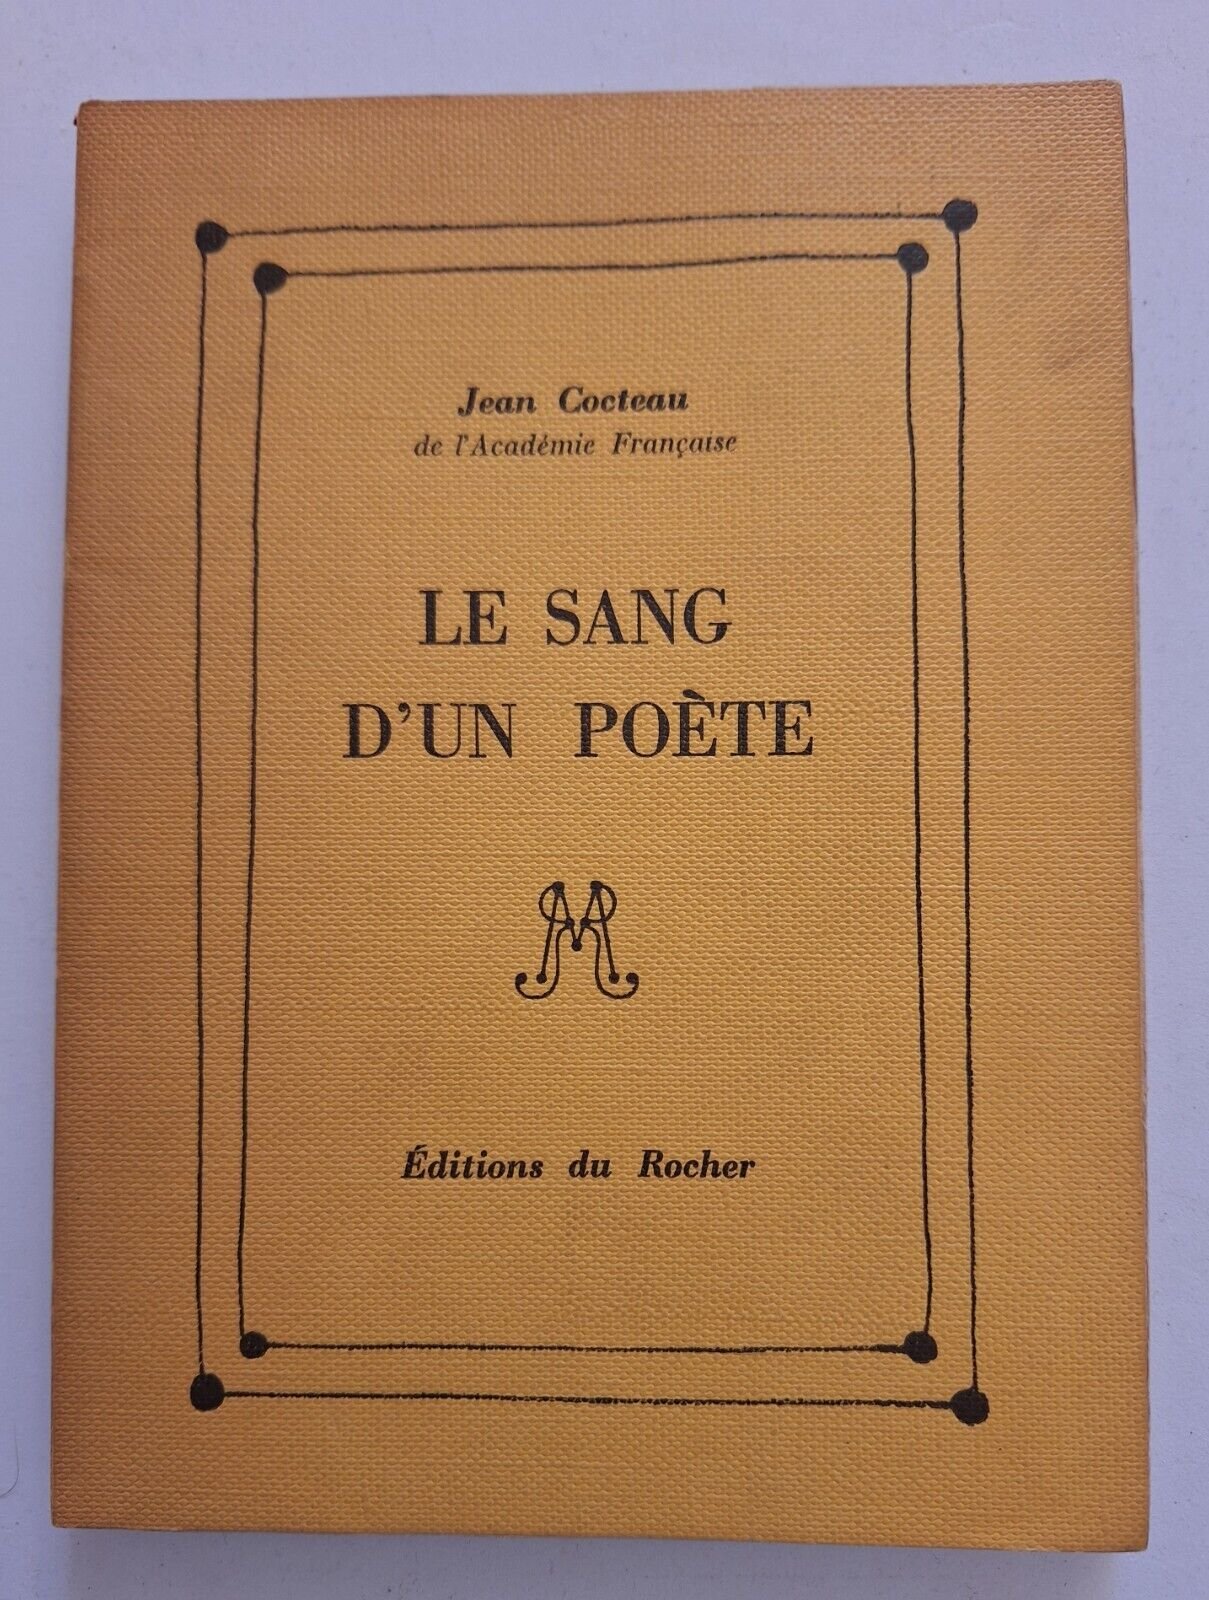 Jean Cocteau
de l'Académie Française
LE SANG
D'UN POÈTE
Éditions du Rocher